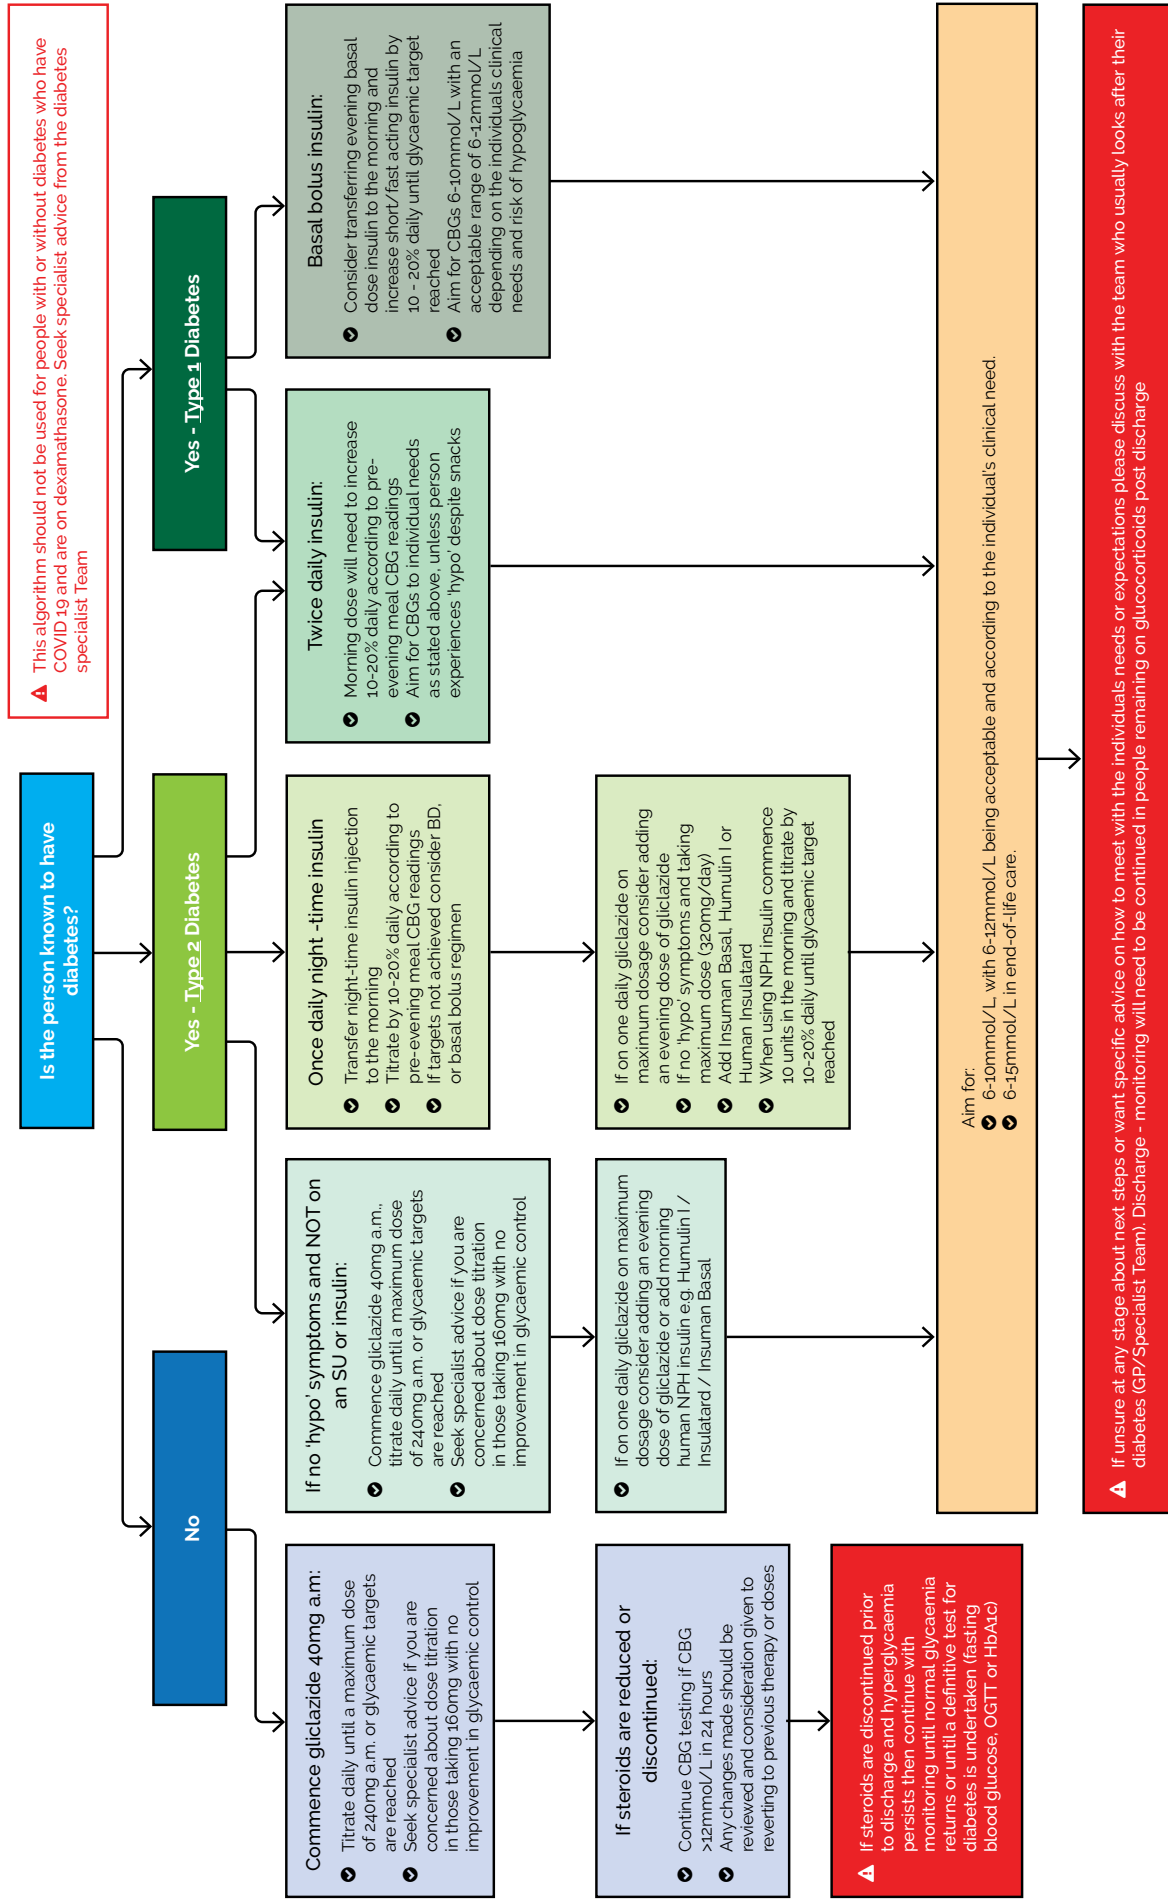 This algorithm should not be used for people with or without diabetes who have
COVID 19 and are on dexamathasone. Seek specialist advice from the diabetes
specialist Team
Is the person known to have
diabetes?
No
Yes - Type 2 Diabetes
Yes - Type 1 Diabetes
Commence gliclazide 40mg a.m:
Titrate daily until a maximum dose
of 240mg a.m. or glycaemic targets
are reached
Seek specialist advice if you are
concerned about dose titration
in those taking 160mg with no
improvement in glycaemic control
If no 'hypo' symptoms and NOT on
an SU or insulin:
Commence gliclazide 40mg a.m.,
titrate daily until a maximum dose
of 240mg a.m. or glycaemic targets
are reached
Seek specialist advice if you are
concerned about dose titration
in those taking 160mg with no
improvement in glycaemic control
Once daily night -time insulin
Transfer night-time insulin injection
to the morning
Titrate by 10-20% daily according to
pre-evening meal CBG readings
If targets not achieved consider BD,
or basal bolus regimen
Twice daily insulin:
Morning dose will need to increase
10-20% daily according to pre-
evening meal CBG readings
Aim for CBGs to individual needs
as stated above, unless person
experiences 'hypo' despite snacks
Basal bolus insulin:
Consider transferring evening basal
dose insulin to the morning and
increase short/fast acting insulin by
10 - 20% daily until glycaemic target
reached
Aim for CBGs 6-10mmol/L with an
acceptable range of 6-12mmol/L
depending on the individuals clinical
needs and risk of hypoglycaemia
If steroids are reduced or
discontinued:
Continue CBG testing if CBG
>12mmol/L in 24 hours
Any changes made should be
reviewed and consideration given to
reverting to previous therapy or doses
If on one daily gliclazide on maximum
dosage consider adding an evening
dose of gliclazide or add morning
human NPH insulin e.g. Humulin I /
Insulatard / Insuman Basal
If on one daily gliclazide on
maximum dosage consider adding
an evening dose of gliclazide
If no 'hypo' symptoms and taking
maximum dose (320mg/day)
Add Insuman Basal, Humulin I or
Human Insulatard
When using NPH insulin commence
10 units in the morning and titrate by
10-20% daily until glycaemic target
reached
If steroids are discontinued prior
to discharge and hyperglycaemia
persists then continue with
monitoring until normal glycaemia
returns or until a definitive test for
diabetes is undertaken (fasting
blood glucose, OGTT or HbA1c)
Aim for:
6-10mmol/L, with 6-12mmol/L being acceptable and according to the individual's clinical need.
6-15mmol/L in end-of-life care.
If unsure at any stage about next steps or want specific advice on how to meet with the individuals needs or expectations please discuss with the team who usually looks after their
diabetes (GP/Specialist Team). Discharge - monitoring will need to be continued in people remaining on glucocorticoids post discharge